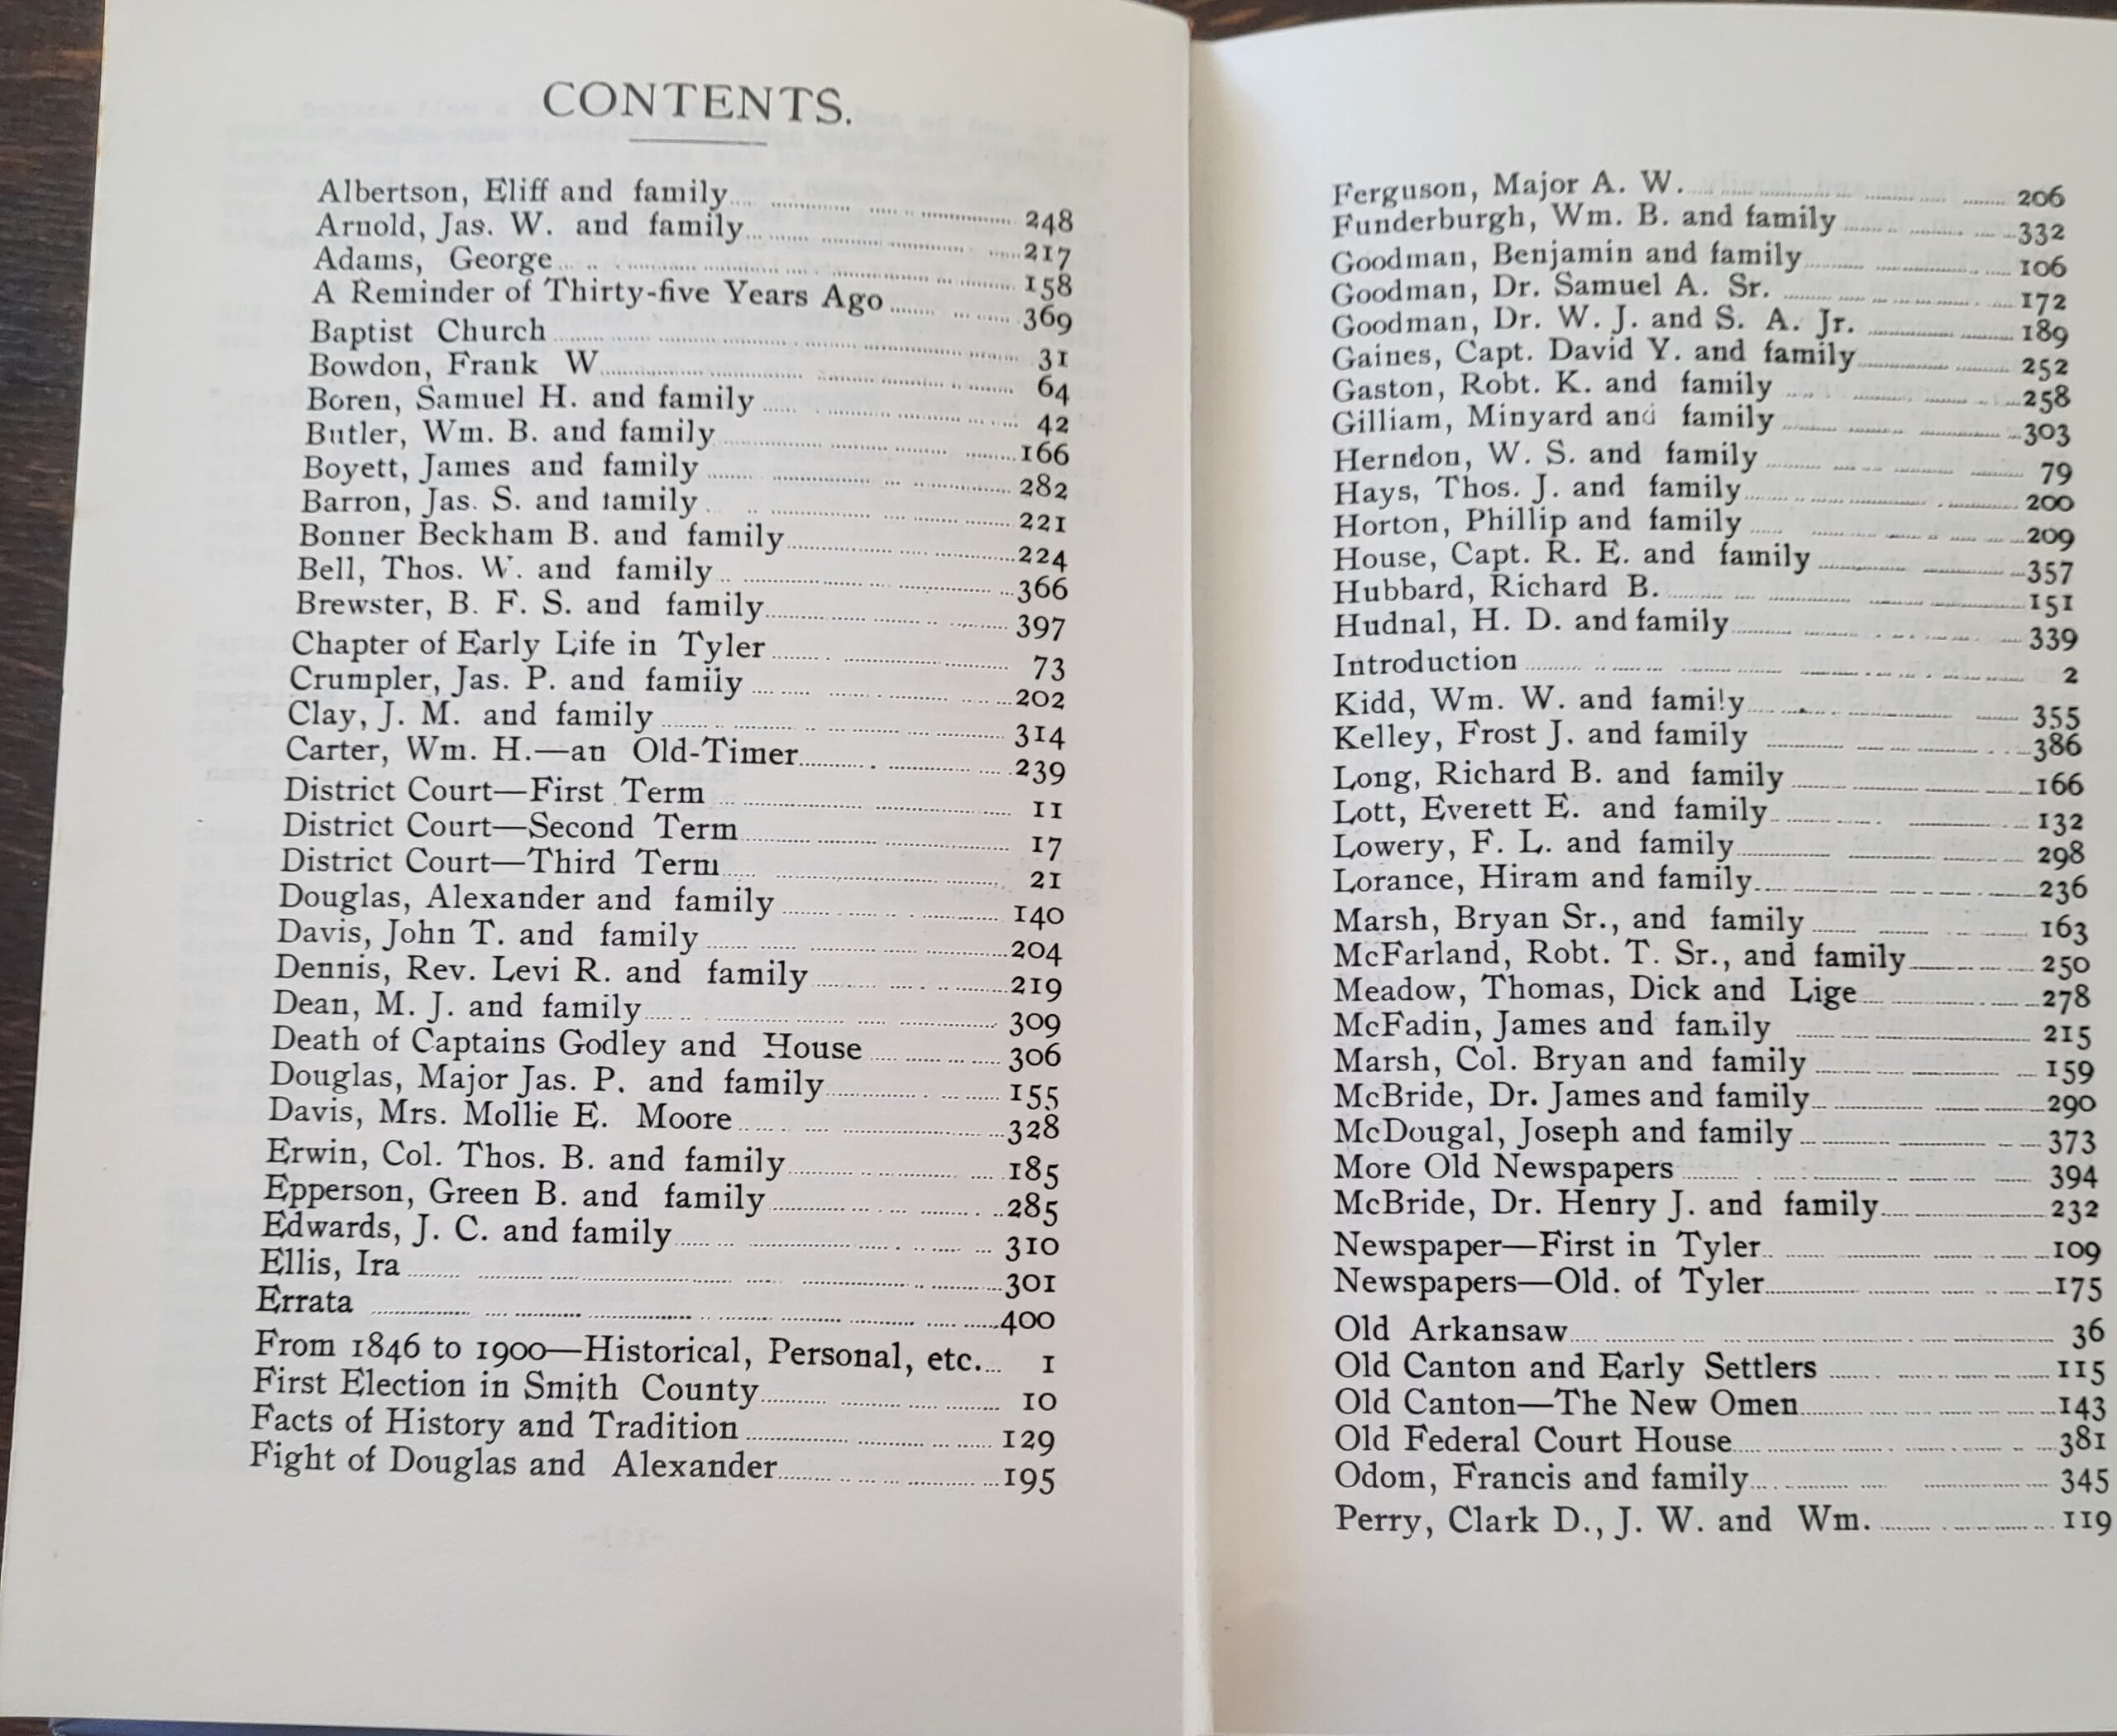 CONTENTS.
Albertson, Eliff and family 248
Arnold, Jas. W. and family 217
Adams, George 158
A Reminder of Thirty-five Years Ago 369
Baptist Church 31
Bowdon, Frank W 64
Boren, Samuel H. and family 42
Butler, Wm. B. and family 166
Boyett, James and family 282
Barron, Jas. S. and family 221
Bonner Beckham B. and family 224
Bell, Thos. W. and family 366
Brewster, B. F. S. and family 397
Chapter of Early Life in Tyler 73
Crumpler, Jas. P. and family 202
Clay, J. M. and family 314
Carter, Wm. H.—an Old-Timer 239
District Court—First Term 11
District Court—Second Term 17
District Court—Third Term 21
Douglas, Alexander and family 140
Davis, John T. and family 204
Dennis, Rev. Levi R. and family 219
Dean, M. J. and family 309
Death of Captains Godley and House 306
Douglas, Major Jas. P. and family 155
Davis, Mrs. Mollie E. Moore 328
Erwin, Col. Thos. B. and family 185
Epperson, Green B. and family 285
Edwards, J. C. and family 310
Ellis, Ira 301
Errata 400
From 1846 to 1900—Historical, Personal, etc. 1
First Election in Smith County 10
Facts of History and Tradition 129
Fight of Douglas and Alexander 195
Ferguson, Major A. W. 206
Funderburgh, Wm. B. and family 332
Goodman, Benjamin and family 106
Goodman, Dr. Samuel A. Sr. 172
Goodman, Dr. W. J. and S. A. Jr. 189
Gaines, Capt. David Y. and family 252
Gaston, Robt. K. and family 258
Gilliam, Minyard and family 303
Herndon, W. S. and family 79
Hays, Thos. J. and family 200
Horton, Phillip and family 209
House, Capt. R. E. and family 357
Hubbard, Richard B. 151
Hudnal, H. D. and family 339
Introduction 2
Kidd, Wm. W. and family 355
Kelley, Frost J. and family 386
Long, Richard B. and family 166
Lott, Everett E. and family 132
Lowery, F. L. and family 298
Lorance, Hiram and family 236
Marsh, Bryan Sr., and family 163
McFarland, Robt. T. Sr., and family 250
Meadow, Thomas, Dick and Lige 278
McFadin, James and family 215
Marsh, Col. Bryan and family 159
McBride, Dr. James and family 290
McDougal, Joseph and family 373
More Old Newspapers 394
McBride, Dr. Henry J. and family 232
Newspaper—First in Tyler 109
Newspapers—Old. of Tyler 175
Old Arkansaw 36
Old Canton and Early Settlers 115
Old Canton—The New Omen 143
Old Federal Court House 381
Odom, Francis and family 345
Perry, Clark D., J. W. and Wm. 119